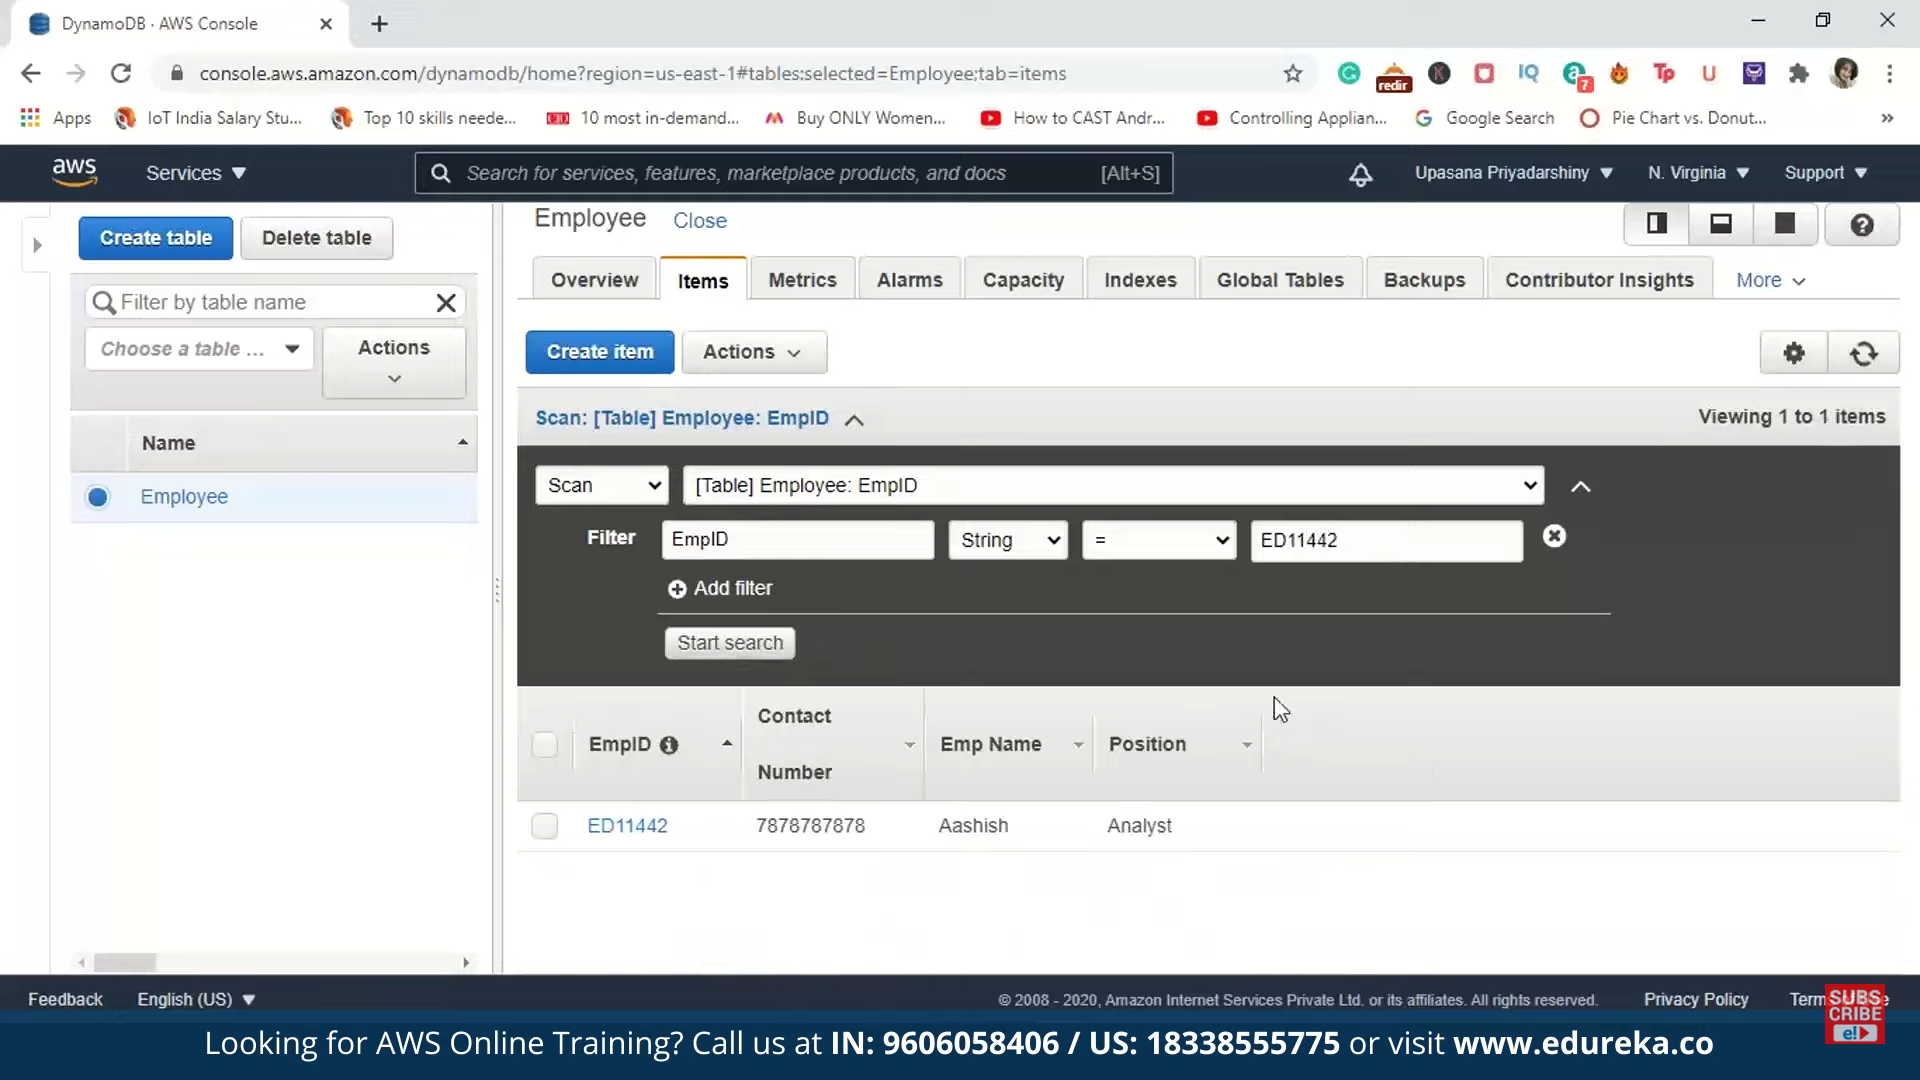 DynamoDB · AWS Console
console.aws.amazon.com/dynamodb/home?region=us-east-1#tables:selected=Employee;tab=items
redir
K
IQ
a
7
Tp
U
Apps
IoT India Salary Stu...
Top 10 skills neede...
10 most in-demand...
Buy ONLY Women...
How to CAST Andr...
Controlling Applian...
Google Search
Pie Chart vs. Donut...
»
aws
Services
Search for services, features, marketplace products, and docs
[Alt+S]
Upasana Priyadarshiny
N. Virginia
Support
Create table
Delete table
Filter by table name
Choose a table ...
Actions
Name
Employee
Employee
Close
Overview
Items
Metrics
Alarms
Capacity
Indexes
Global Tables
Backups
Contributor Insights
More
Create item
Actions
Scan: [Table] Employee: EmpID
Viewing 1 to 1 items
Scan
[Table] Employee: EmpID
Filter
EmpID
String
=
ED11442
Add filter
Start search
EmpID
Contact
Number
Emp Name
Position
ED11442
7878787878
Aashish
Analyst
Feedback
English (US)
© 2008 - 2020, Amazon Internet Services Private Ltd. or its affiliates. All rights reserved.
Privacy Policy
SUBS
CRIBE
e!
Looking for AWS Online Training? Call us at IN: 9606058406 / US: 18338555775 or visit www.edureka.co